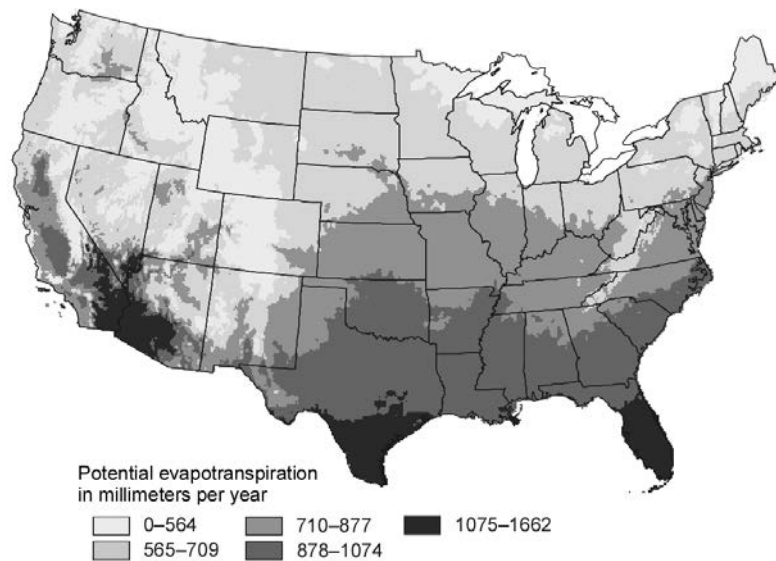 Potential evapotranspiration
in millimeters per year
0–564
710–877
1075–1662
565–709
878–1074